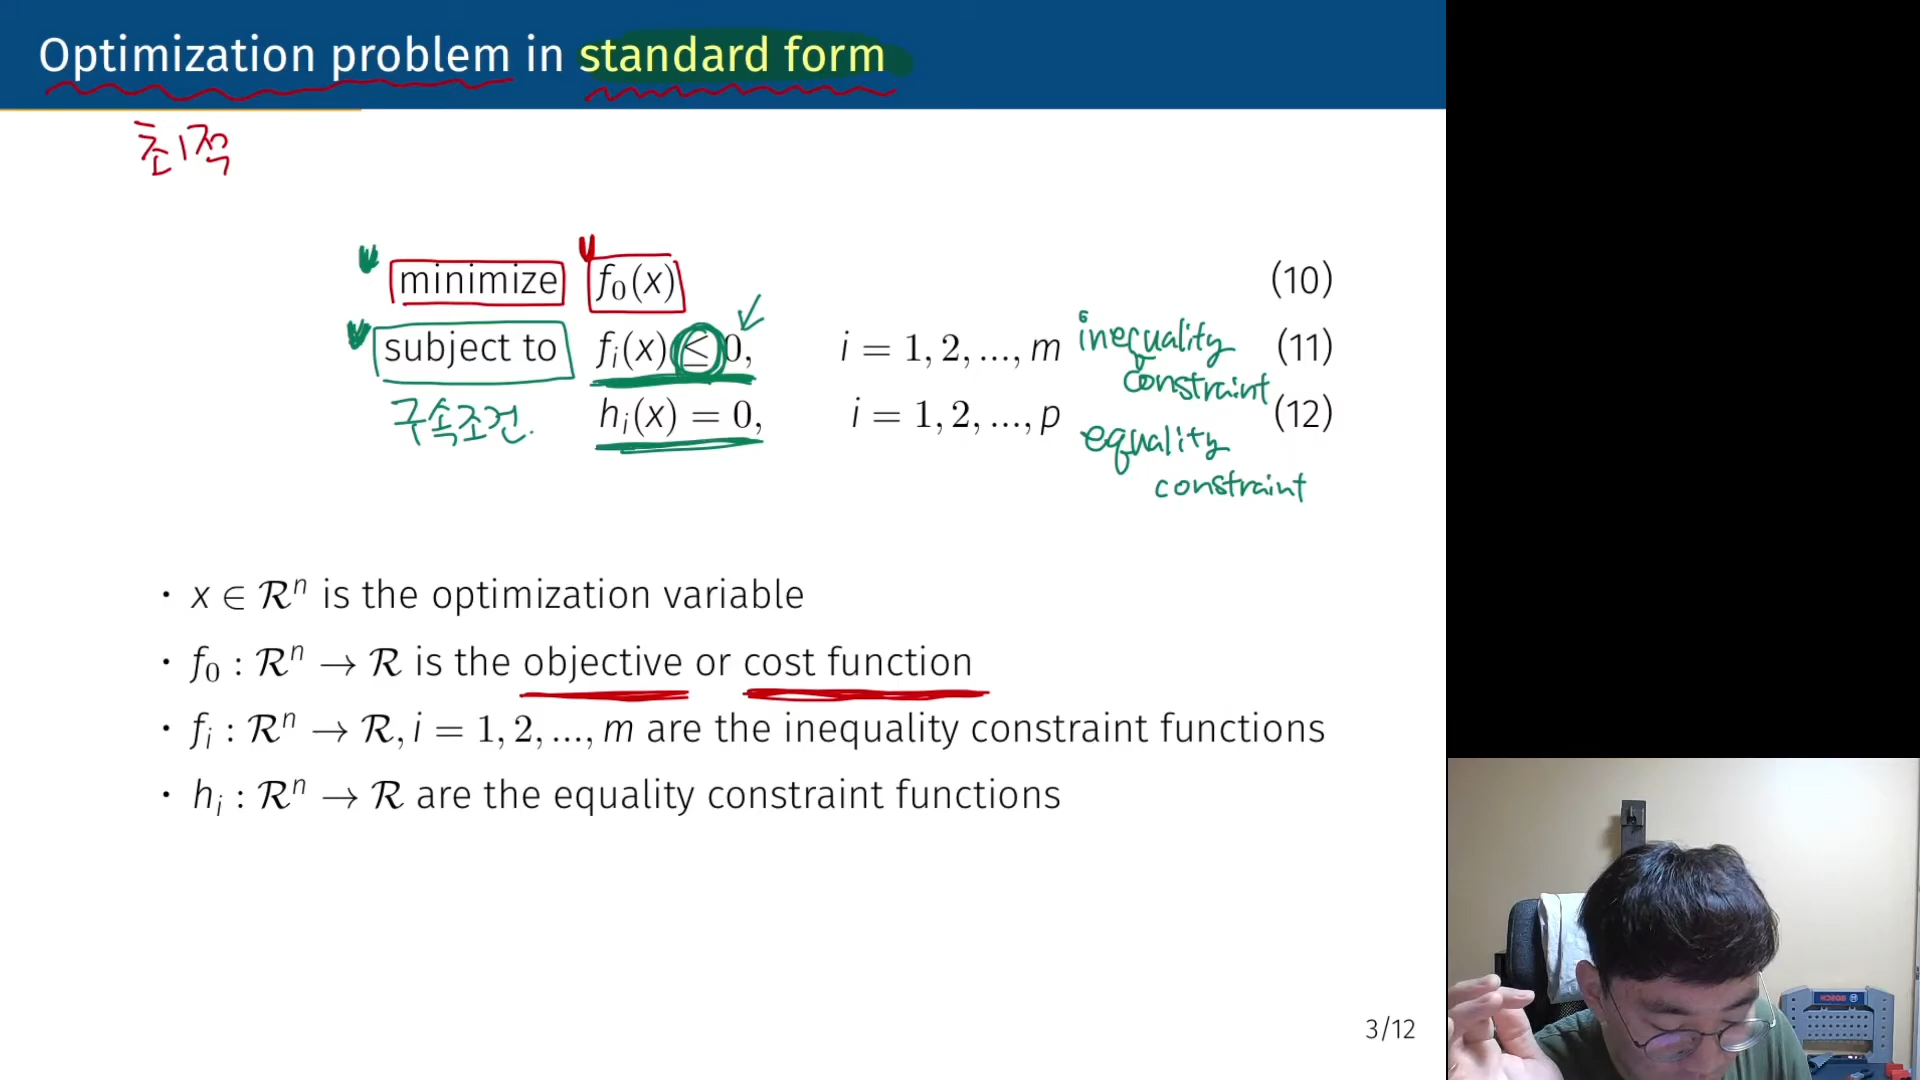 Optimization problem in standard form
최적
minimize f₀(x) (10)
subject to fᵢ(x) ≤ 0, i = 1, 2, ..., m inequality constraint (11)
구속조건. hᵢ(x) = 0, i = 1, 2, ..., p (12)
equality constraint
· x ∈ ℛⁿ is the optimization variable
· f₀ : ℛⁿ → ℛ is the objective or cost function
· fᵢ : ℛⁿ → ℛ, i = 1, 2, ..., m are the inequality constraint functions
· hᵢ : ℛⁿ → ℛ are the equality constraint functions
BOSCH
3/12